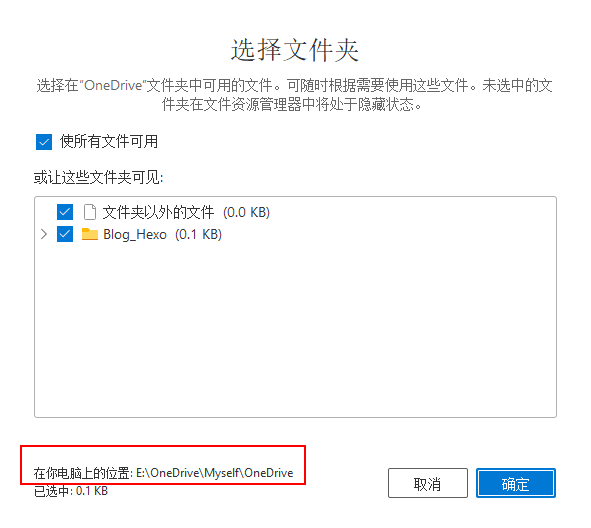 选择文件夹
选择在“OneDrive”文件夹中可用的文件。可随时根据需要使用这些文件。未选中的文
件夹在文件资源管理器中将处于隐藏状态。
使所有文件可用
或让这些文件夹可见:
文件夹以外的文件 (0.0 KB)
Blog_Hexo (0.1 KB)
在你电脑上的位置: E:\OneDrive\Myself\OneDrive
已选中: 0.1 KB
取消
确定